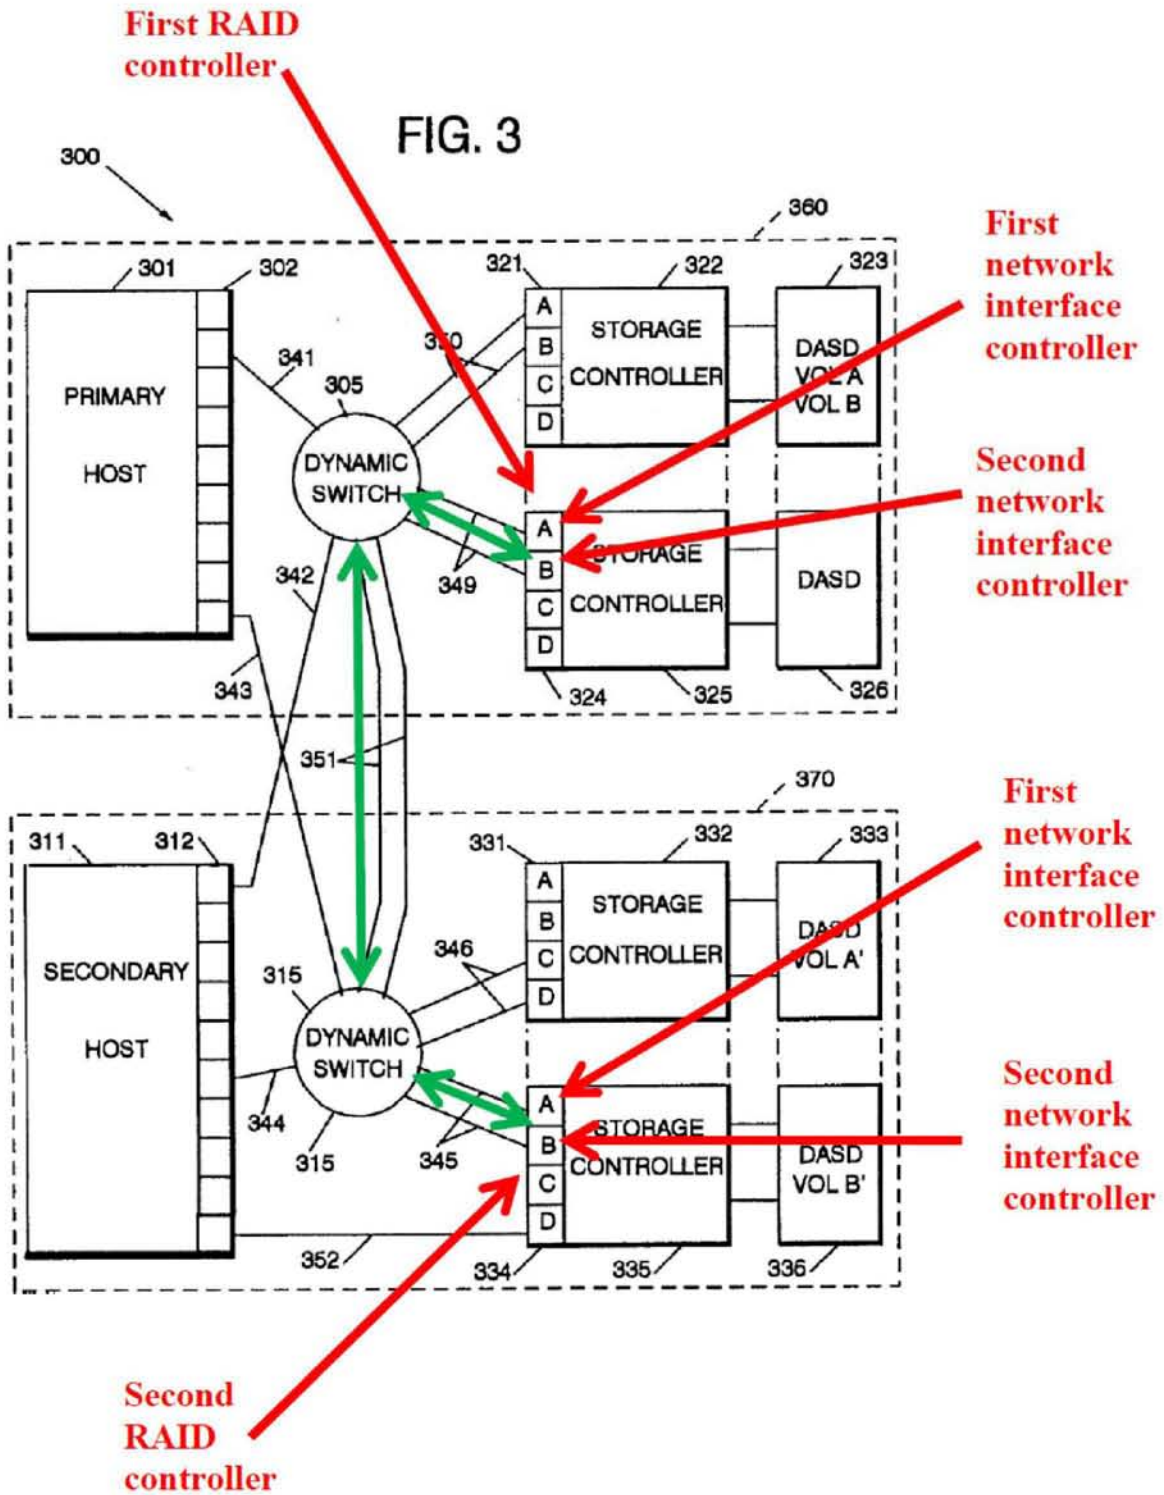 First RAID
controller
FIG. 3
300
360
First
network
interface
controller
301
302
321
322
323
PRIMARY
HOST
341
305
350
DYNAMIC
SWITCH
A
B
C
D
STORAGE
CONTROLLER
DASD
VOL A
VOL B
Second
network
interface
controller
349
A
B
C
D
STORAGE
CONTROLLER
DASD
342
343
324
325
326
351
370
First
network
interface
controller
311
312
331
332
333
SECONDARY
HOST
315
346
DYNAMIC
SWITCH
A
B
C
D
STORAGE
CONTROLLER
DASD
VOL A'
Second
network
interface
controller
344
315
345
A
B
C
D
STORAGE
CONTROLLER
DASD
VOL B'
352
334
335
336
Second
RAID
controller